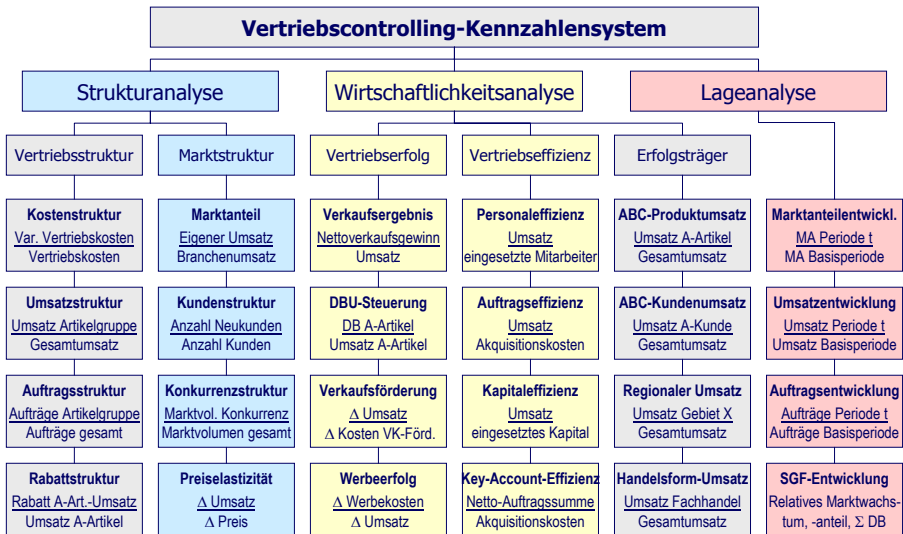 Vertriebscontrolling-Kennzahlensystem
Strukturanalyse
Wirtschaftlichkeitsanalyse
Lageanalyse
Vertriebsstruktur
Marktstruktur
Vertriebserfolg
Vertriebseffizienz
Erfolgsträger
Kostenstruktur
Var. Vertriebskosten
Vertriebskosten
Marktanteil
Eigener Umsatz
Branchenumsatz
Verkaufsergebnis
Nettoverkaufsgewinn
Umsatz
Personaleffizienz
Umsatz
eingesetzte Mitarbeiter
ABC-Produktumsatz
Umsatz A-Artikel
Gesamtumsatz
Marktanteilentwickl.
MA Periode t
MA Basisperiode
Umsatzstruktur
Umsatz Artikelgruppe
Gesamtumsatz
Kundenstruktur
Anzahl Neukunden
Anzahl Kunden
DBU-Steuerung
DB A-Artikel
Umsatz A-Artikel
Auftragseffizienz
Umsatz
Akquisitionskosten
ABC-Kundenumsatz
Umsatz A-Kunde
Gesamtumsatz
Umsatzentwicklung
Umsatz Periode t
Umsatz Basisperiode
Auftragsstruktur
Aufträge Artikelgruppe
Aufträge gesamt
Konkurrenzstruktur
Marktvol. Konkurrenz
Marktvolumen gesamt
Verkaufsförderung
Δ Umsatz
Δ Kosten VK-Förd.
Kapitaleffizienz
Umsatz
eingesetztes Kapital
Regionaler Umsatz
Umsatz Gebiet X
Gesamtumsatz
Auftragsentwicklung
Aufträge Periode t
Aufträge Basisperiode
Rabattstruktur
Rabatt A-Art.-Umsatz
Umsatz A-Artikel
Preiselastizität
Δ Umsatz
Δ Preis
Werbeerfolg
Δ Werbekosten
Δ Umsatz
Key-Account-Effizienz
Netto-Auftragssumme
Akquisitionskosten
Handelsform-Umsatz
Umsatz Fachhandel
Gesamtumsatz
SGF-Entwicklung
Relatives Marktwachs-
tum, -anteil, Σ DB